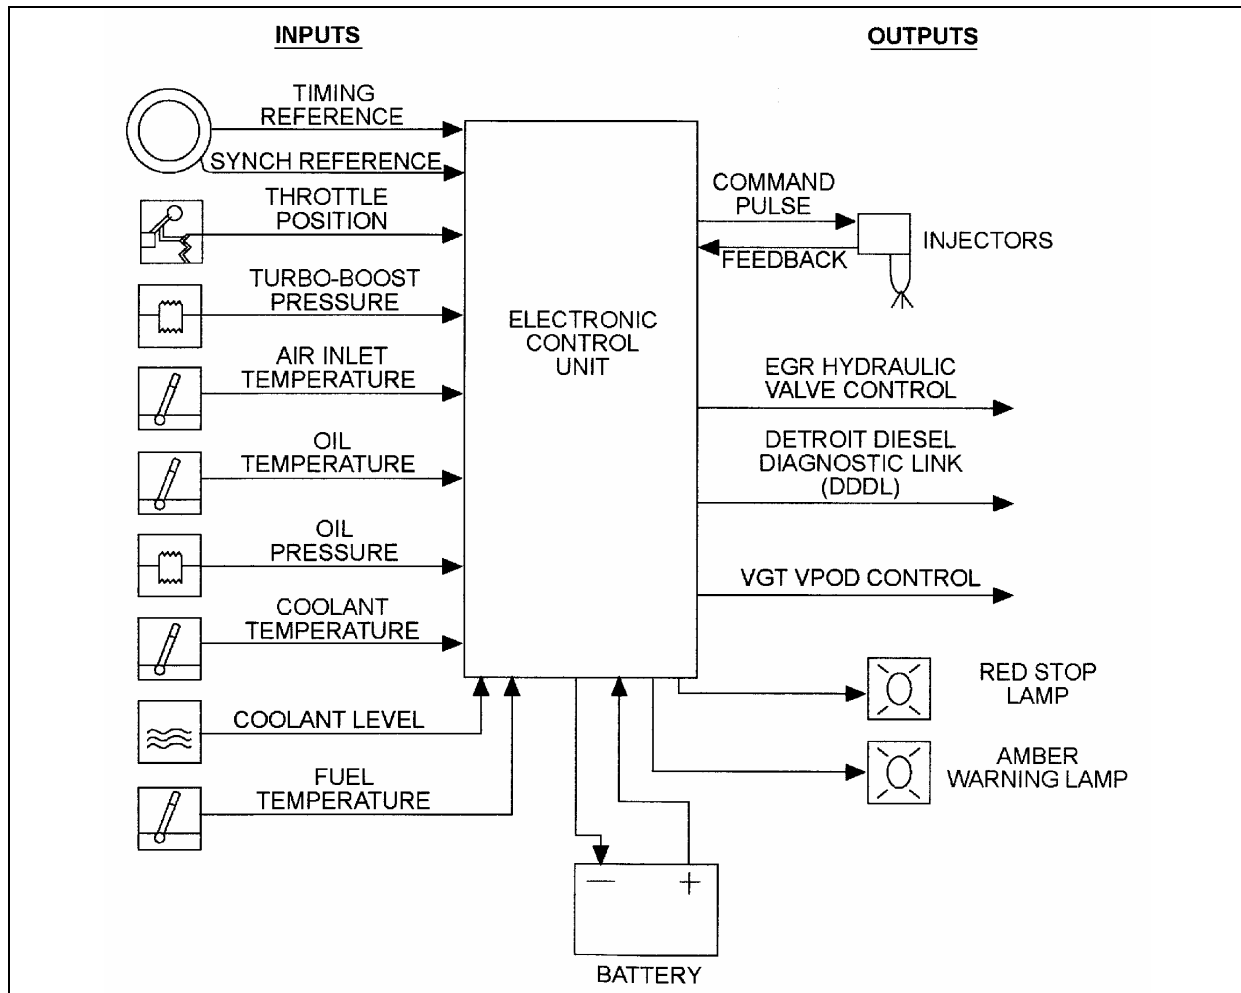 INPUTS
OUTPUTS
TIMING
REFERENCE
SYNCH REFERENCE
THROTTLE
POSITION
TURBO-BOOST
PRESSURE
AIR INLET
TEMPERATURE
OIL
TEMPERATURE
OIL
PRESSURE
COOLANT
TEMPERATURE
COOLANT LEVEL
FUEL
TEMPERATURE
ELECTRONIC
CONTROL
UNIT
COMMAND
PULSE
FEEDBACK
INJECTORS
EGR HYDRAULIC
VALVE CONTROL
DETROIT DIESEL
DIAGNOSTIC LINK
(DDDL)
VGT VPOD CONTROL
RED STOP
LAMP
AMBER
WARNING LAMP
— +
BATTERY